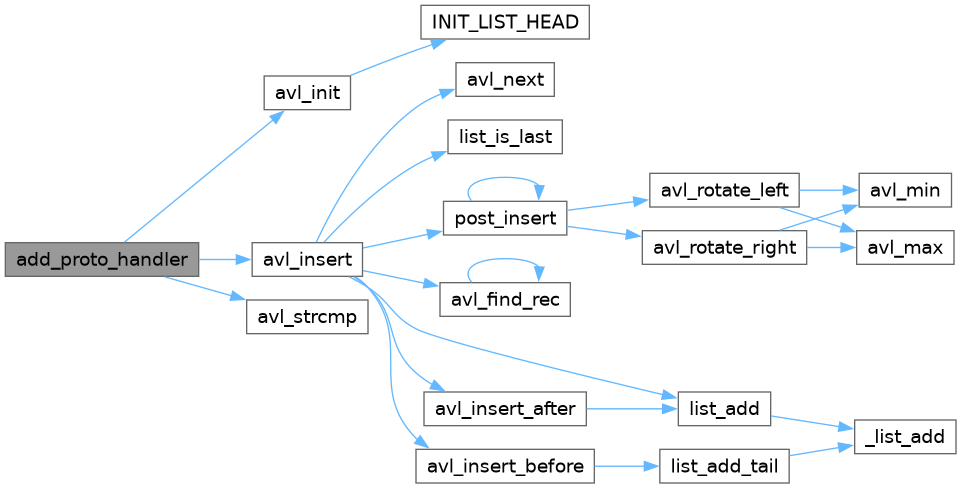 INIT_LIST_HEAD
avl_init
avl_next
list_is_last
avl_rotate_left
avl_min
post_insert
avl_rotate_right
avl_max
add_proto_handler
avl_insert
avl_find_rec
avl_strcmp
avl_insert_after
list_add
_list_add
avl_insert_before
list_add_tail